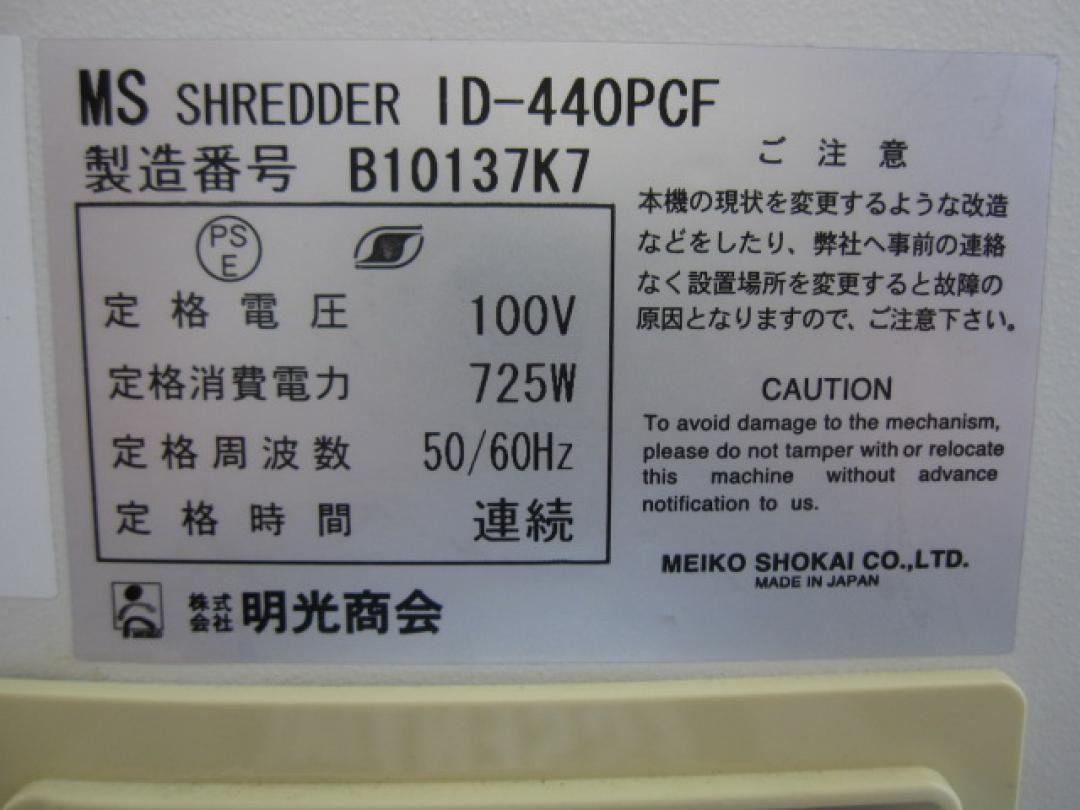 MS SHREDDER ID-440PCF
製造番号 B10137K7
PS
E
定格電圧 100V
定格消費電力 725W
定格周波数 50/60Hz
定格時間 連続
株式会社 明光商会
ご注意
本機の現状を変更するような改造
などをしたり、弊社へ事前の連絡
なく設置場所を変更すると故障の
原因となりますので、ご注意下さい。
CAUTION
To avoid damage to the mechanism,
please do not tamper with or relocate
this machine without advance
notification to us.
MEIKO SHOKAI CO.,LTD.
MADE IN JAPAN